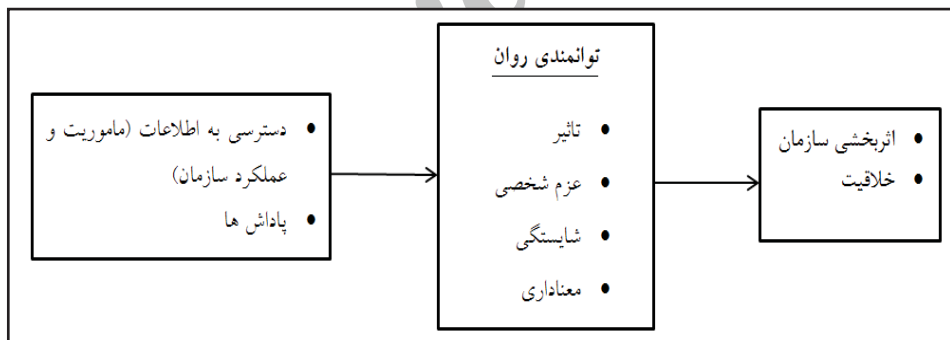 توانمندی روان
• دسترسی به اطلاعات (ماموریت و
عملکرد سازمان)
• پاداش ها
• تاثیر
• عزم شخصی
• شایستگی
• معناداری
• اثربخشی سازمان
• خلاقیت